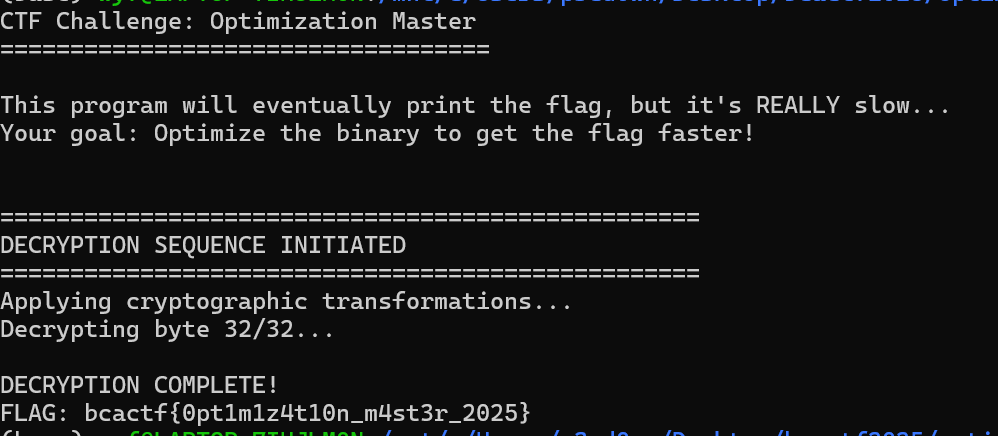 CTF Challenge: Optimization Master
===================================
This program will eventually print the flag, but it's REALLY slow...
Your goal: Optimize the binary to get the flag faster!
==================================================
DECRYPTION SEQUENCE INITIATED
==================================================
Applying cryptographic transformations...
Decrypting byte 32/32...
DECRYPTION COMPLETE!
FLAG: bcactf{0pt1m1z4t10n_m4st3r_2025}